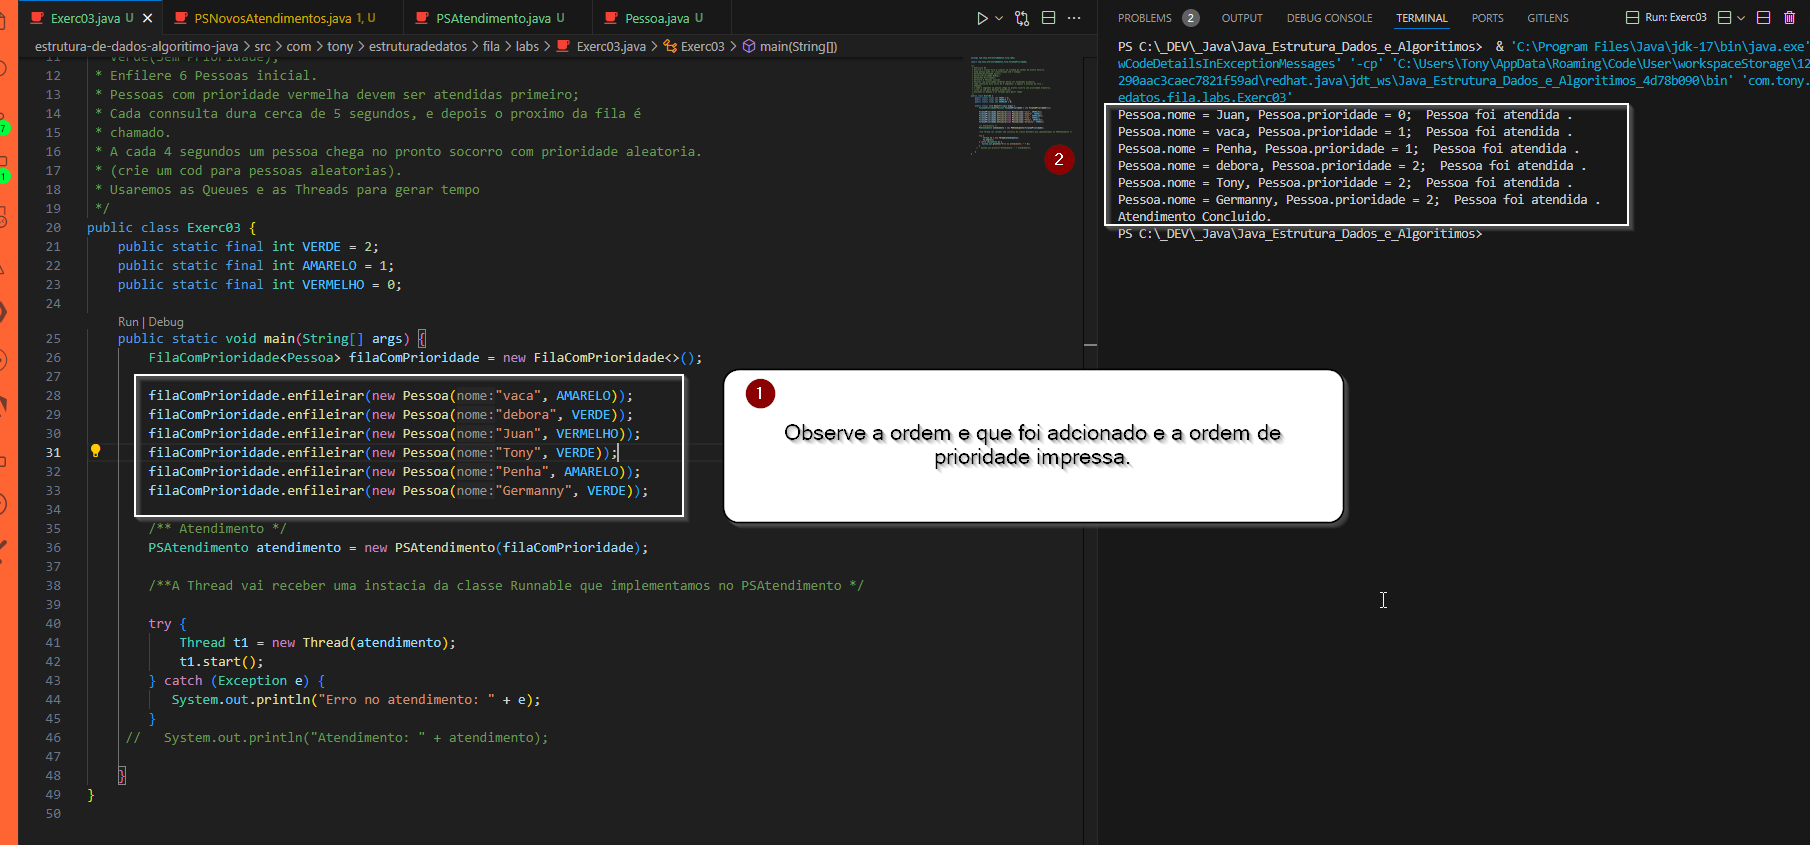 Exerc03.java U
PSNovosAtendimentos.java 1, U
PSAtendimento.java U
Pessoa.java U
estrutura-de-dados-algoritimo-java > src > com > tony > estruturadedatos > fila > labs > Exerc03.java > Exerc03 > main(String[])
11 verde(Sem Prioridade);
12 * Enfilere 6 Pessoas inicial.
13 * Pessoas com prioridade vermelha devem ser atendidas primeiro;
14 * Cada connsulta dura cerca de 5 segundos, e depois o proximo da fila é
15 * chamado.
16 * A cada 4 segundos um pessoa chega no pronto socorro com prioridade aleatoria.
17 * (crie um cod para pessoas aleatorias).
18 * Usaremos as Queues e as Threads para gerar tempo
19 */
20 public class Exerc03 {
21 public static final int VERDE = 2;
22 public static final int AMARELO = 1;
23 public static final int VERMELHO = 0;
24
Run | Debug
25 public static void main(String[] args) {
26 FilaComPrioridade<Pessoa> filaComPrioridade = new FilaComPrioridade<>();
27
28 filaComPrioridade.enfileirar(new Pessoa(nome:"vaca", AMARELO));
29 filaComPrioridade.enfileirar(new Pessoa(nome:"debora", VERDE));
30 filaComPrioridade.enfileirar(new Pessoa(nome:"Juan", VERMELHO));
31 filaComPrioridade.enfileirar(new Pessoa(nome:"Tony", VERDE));
32 filaComPrioridade.enfileirar(new Pessoa(nome:"Penha", AMARELO));
33 filaComPrioridade.enfileirar(new Pessoa(nome:"Germanny", VERDE));
34
35 /** Atendimento */
36 PSAtendimento atendimento = new PSAtendimento(filaComPrioridade);
37
38 /**A Thread vai receber uma instacia da classe Runnable que implementamos no PSAtendimento */
39
40 try {
41 Thread t1 = new Thread(atendimento);
42 t1.start();
43 } catch (Exception e) {
44 System.out.println("Erro no atendimento: " + e);
45 }
46 // System.out.println("Atendimento: " + atendimento);
47
48 }
49 }
50
1
Observe a ordem e que foi adcionado e a ordem de
prioridade impressa.
2
PROBLEMS 2 OUTPUT DEBUG CONSOLE TERMINAL PORTS GITLENS Run: Exerc03
PS C:\_DEV\_Java\Java_Estrutura_Dados_e_Algoritimos> & 'C:\Program Files\Java\jdk-17\bin\java.exe'
wCodeDetailsInExceptionMessages' '-cp' 'C:\Users\Tony\AppData\Roaming\Code\User\workspaceStorage\12
290aac3caec7821f59ad\redhat.java\jdt_ws\Java_Estrutura_Dados_e_Algoritimos_4d78b090\bin' 'com.tony.
edatos.fila.labs.Exerc03'
Pessoa.nome = Juan, Pessoa.prioridade = 0; Pessoa foi atendida .
Pessoa.nome = vaca, Pessoa.prioridade = 1; Pessoa foi atendida .
Pessoa.nome = Penha, Pessoa.prioridade = 1; Pessoa foi atendida .
Pessoa.nome = debora, Pessoa.prioridade = 2; Pessoa foi atendida .
Pessoa.nome = Tony, Pessoa.prioridade = 2; Pessoa foi atendida .
Pessoa.nome = Germanny, Pessoa.prioridade = 2; Pessoa foi atendida .
Atendimento Concluido.
PS C:\_DEV\_Java\Java_Estrutura_Dados_e_Algoritimos>
7
1